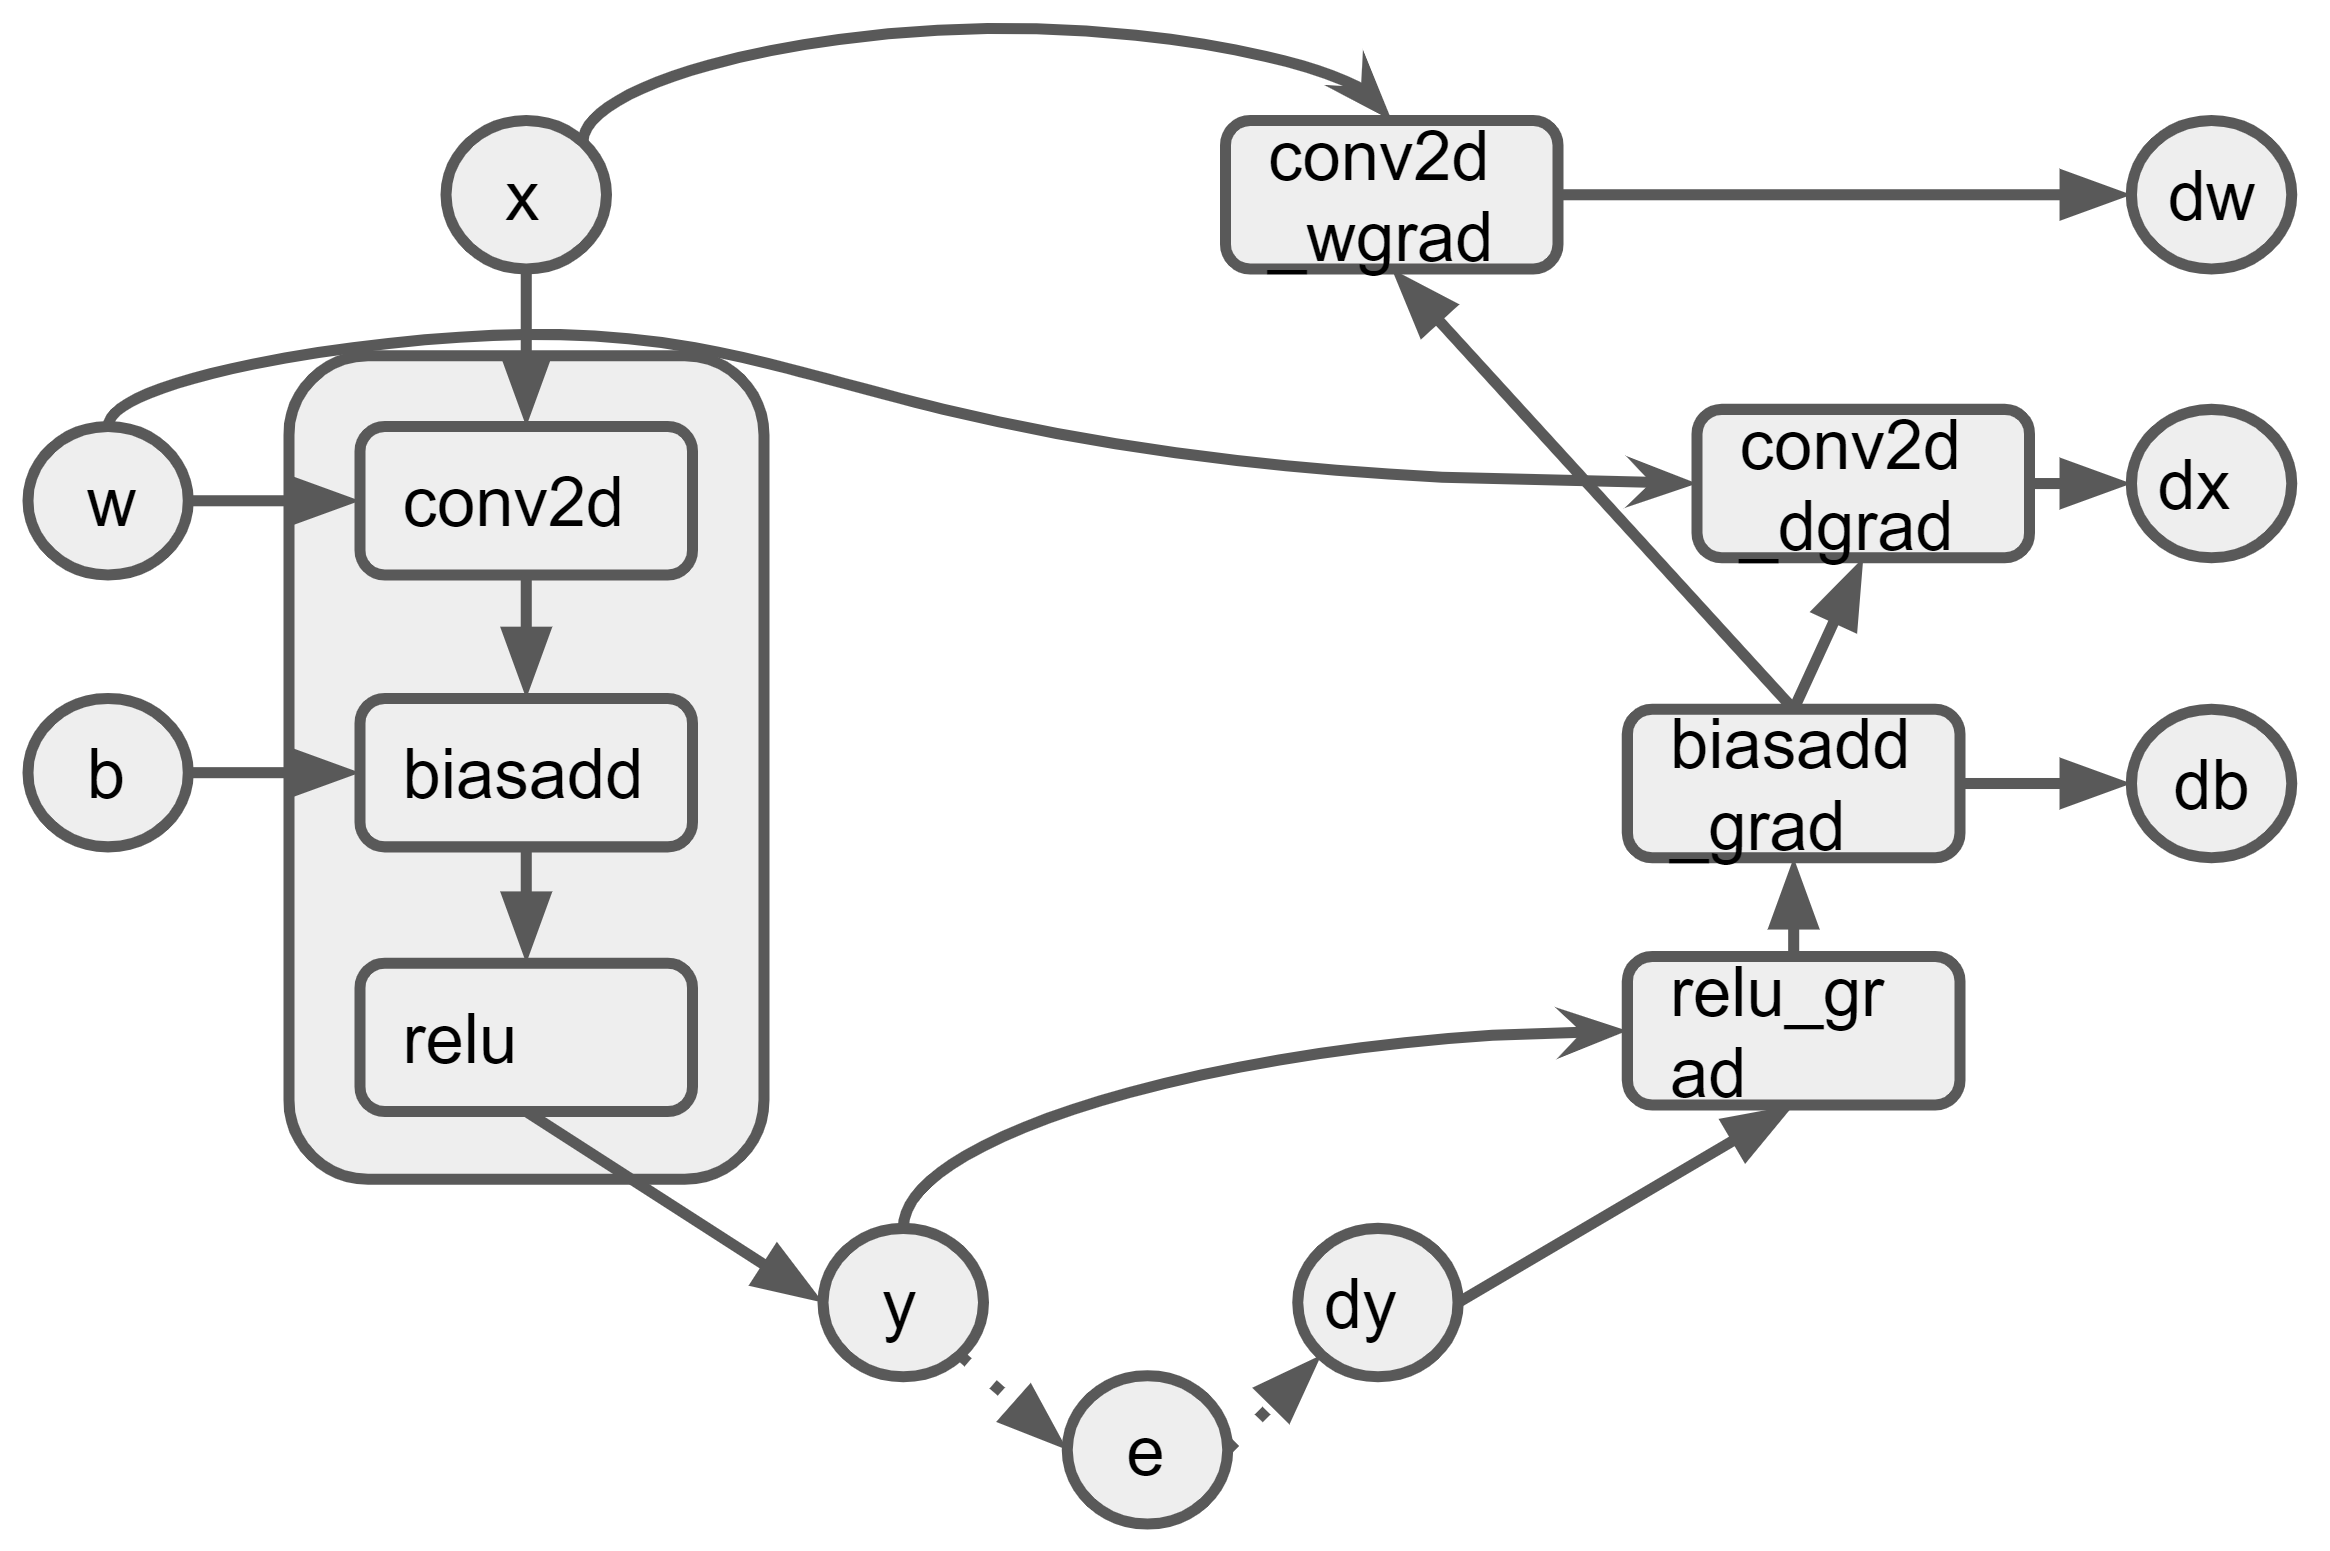 x
conv2d
_wgrad
dw
w
conv2d
conv2d
_dgrad
dx
b
biasadd
biasadd
_grad
db
relu
relu_gr
ad
y
dy
e